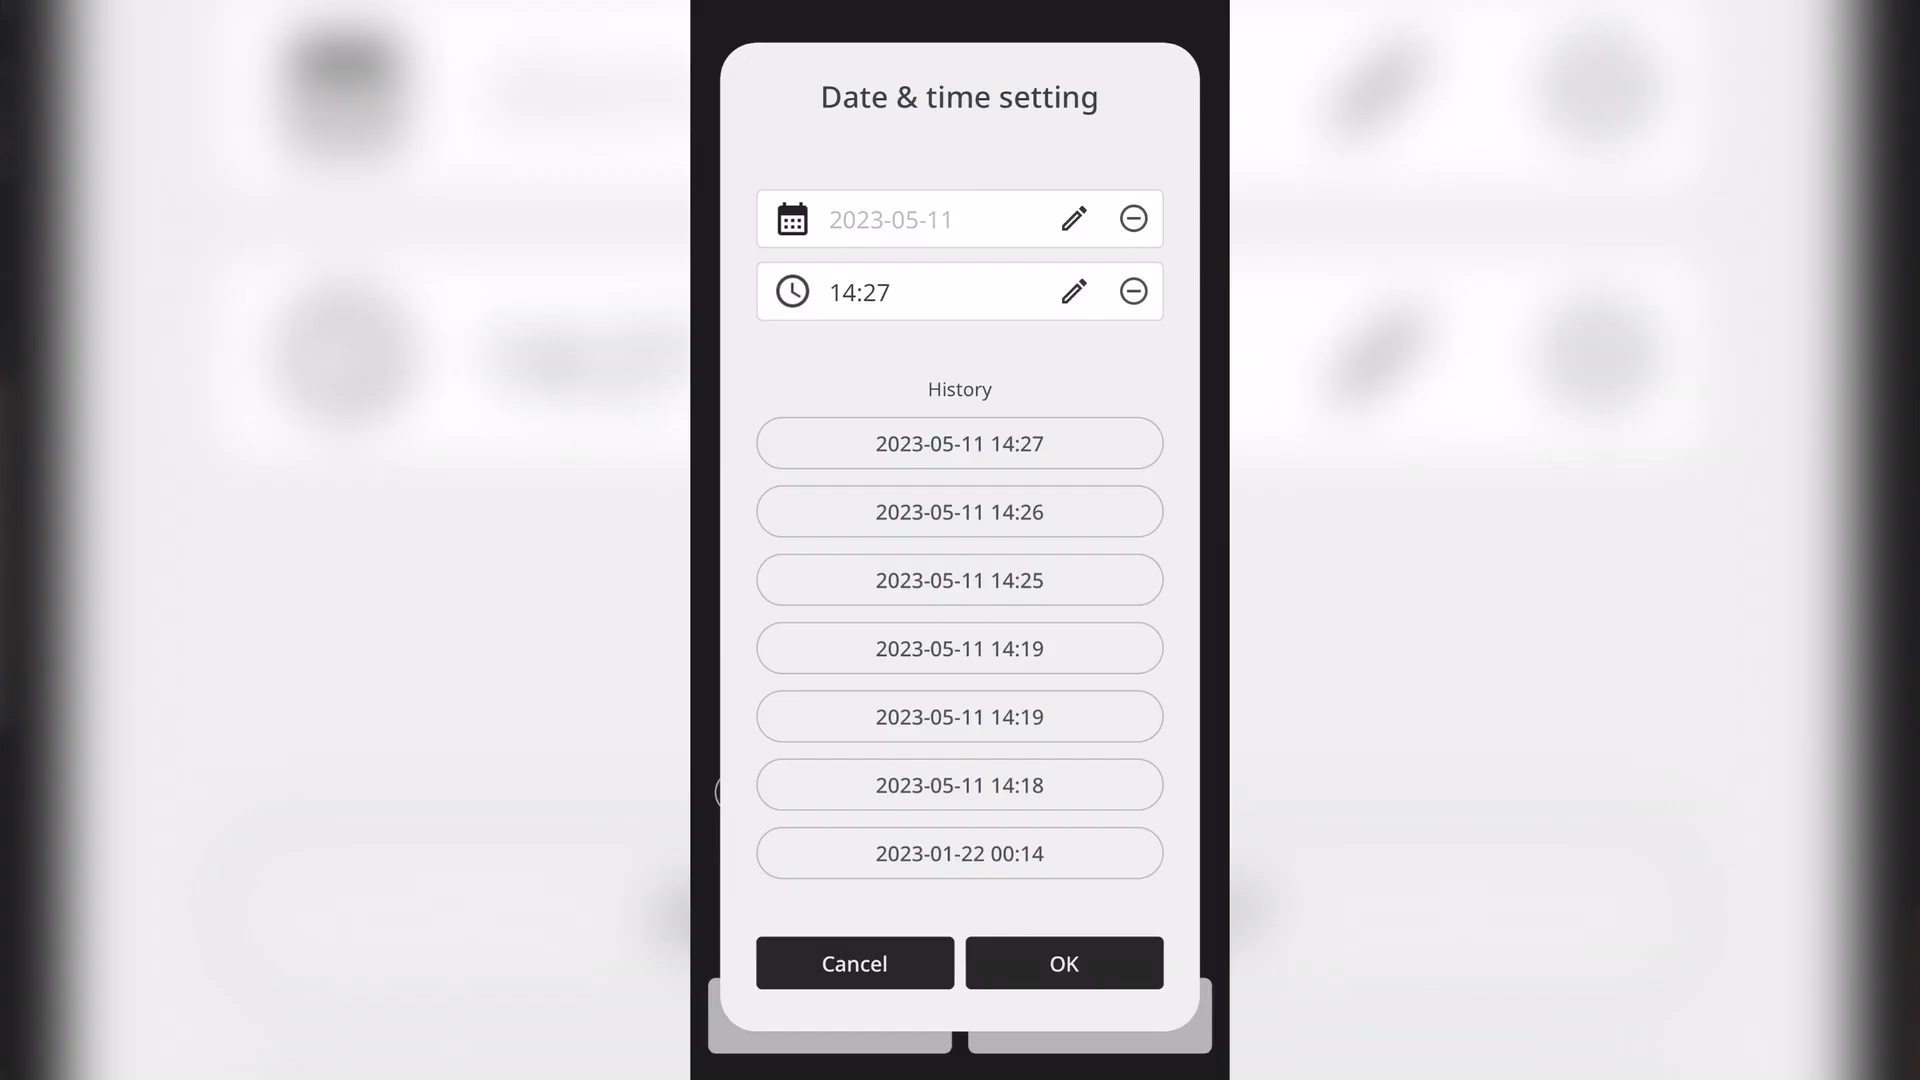 Date & time setting
2023-05-11
14:27
History
2023-05-11 14:27
2023-05-11 14:26
2023-05-11 14:25
2023-05-11 14:19
2023-05-11 14:19
2023-05-11 14:18
2023-01-22 00:14
Cancel
OK